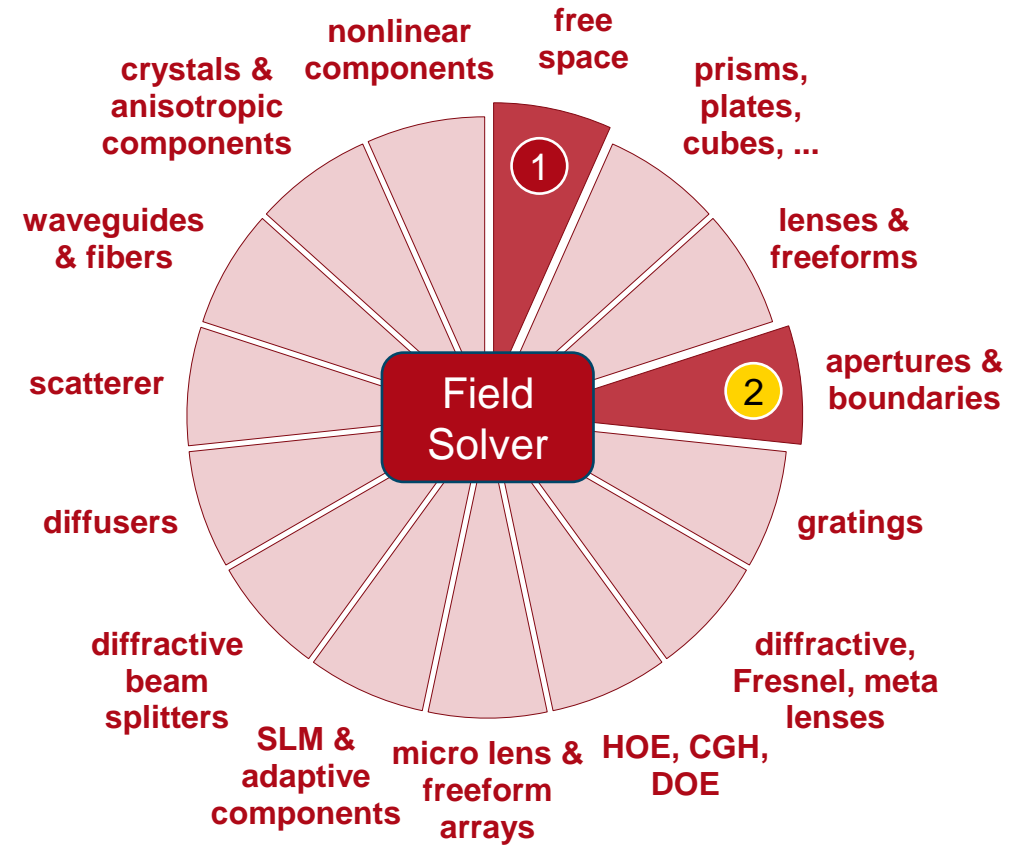 free
space
1
prisms,
plates,
cubes, ...
lenses &
freeforms
apertures &
boundaries
2
gratings
diffractive,
Fresnel, meta
lenses
HOE, CGH,
DOE
micro lens &
freeform
arrays
SLM &
adaptive
components
diffractive
beam
splitters
diffusers
scatterer
waveguides
& fibers
crystals &
anisotropic
components
nonlinear
components
Field
Solver